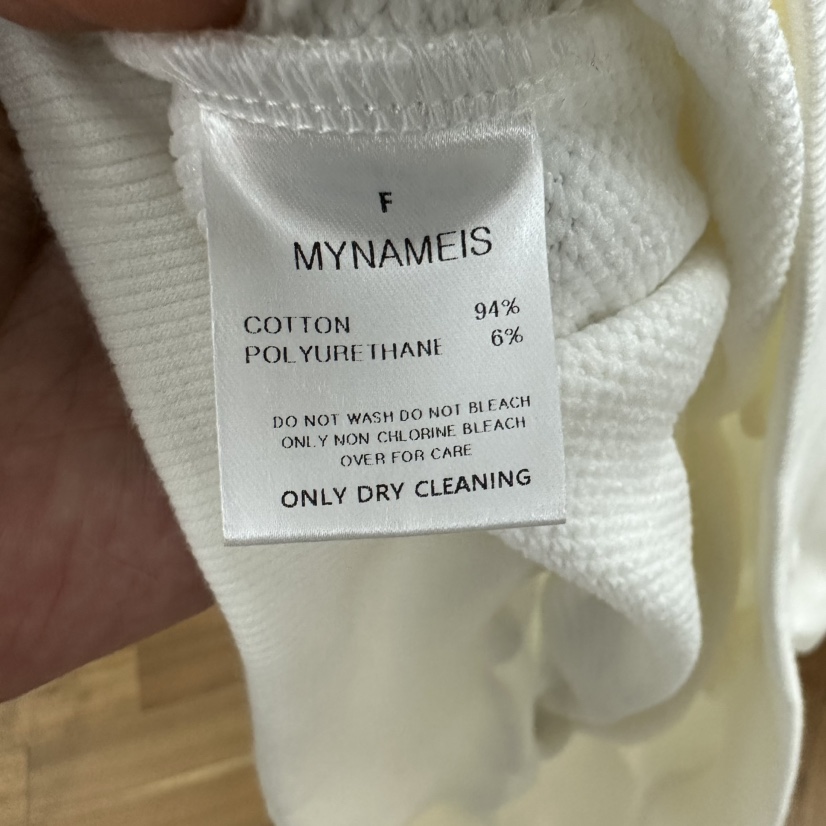 F
MYNAMEIS
COTTON 94%
POLYURETHANE 6%
DO NOT WASH DO NOT BLEACH
ONLY NON CHLORINE BLEACH
OVER FOR CARE
ONLY DRY CLEANING